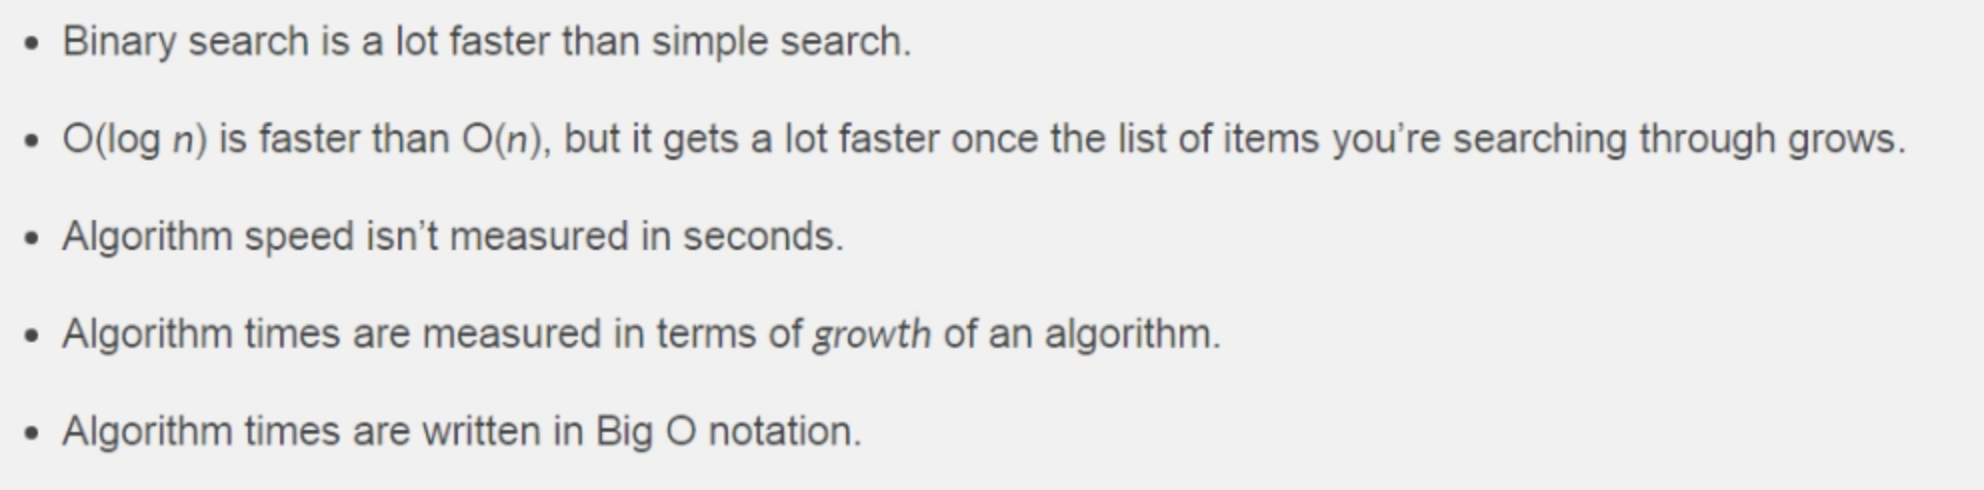 • Binary search is a lot faster than simple search.
• O(log n) is faster than O(n), but it gets a lot faster once the list of items you’re searching through grows.
• Algorithm speed isn’t measured in seconds.
• Algorithm times are measured in terms of growth of an algorithm.
• Algorithm times are written in Big O notation.